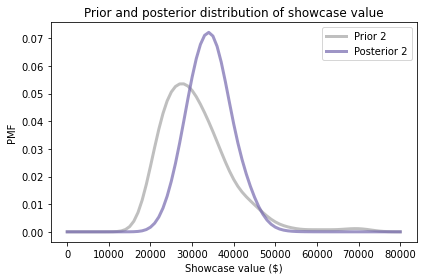 Prior and posterior distribution of showcase value
Prior 2
Posterior 2
PMF
0.07
0.06
0.05
0.04
0.03
0.02
0.01
0.00
0 10000 20000 30000 40000 50000 60000 70000 80000
Showcase value ($)